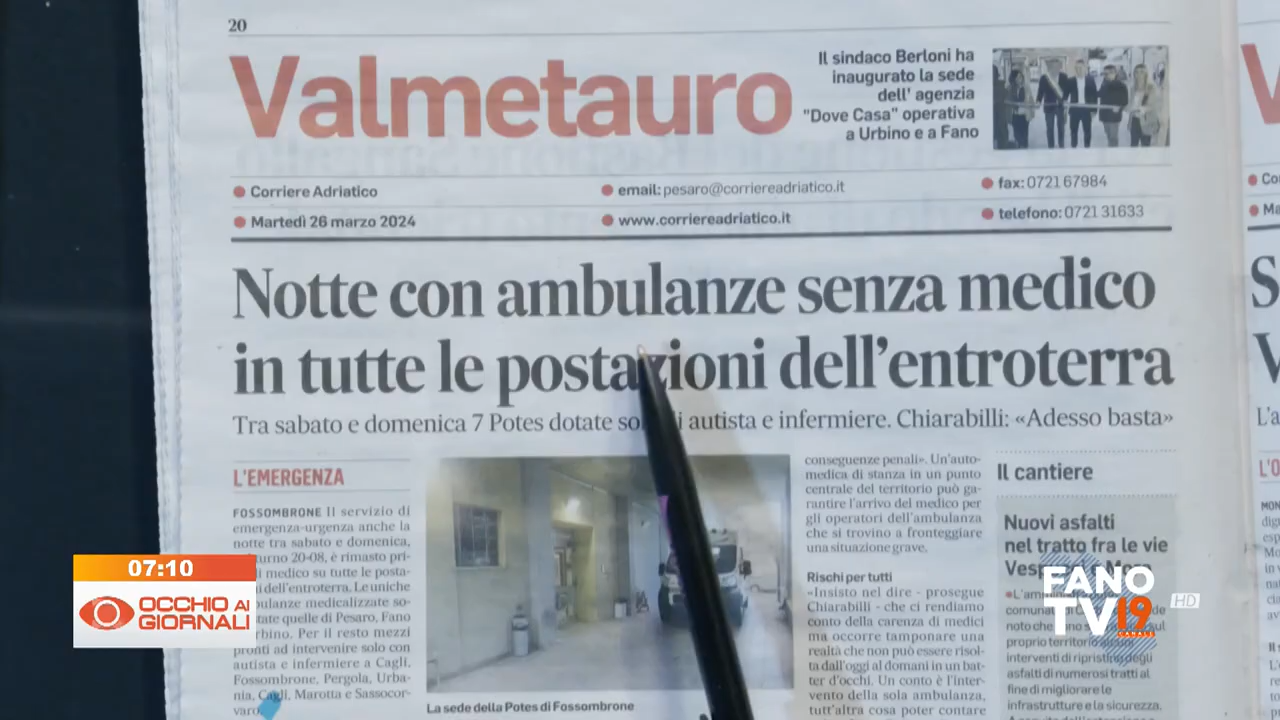 20
Valmetauro
Il sindaco Berloni ha
inaugurato la sede
dell' agenzia
"Dove Casa" operativa
a Urbino e a Fano
Corriere Adriatico
email: pesaro@corriereadriatico.it
fax: 0721 67984
Martedì 26 marzo 2024
www.corriereadriatico.it
telefono: 0721 31633
Notte con ambulanze senza medico
in tutte le postazioni dell'entroterra
Tra sabato e domenica 7 Potes dotate autista e infermiere. Chiarabilli: «Adesso basta»
L'EMERGENZA
FOSSOMBRONE Il servizio di
emergenza-urgenza anche la
notte tra sabato e domenica,
20-08, è rimasto pri-
medico su tutte le posta-
dell'entroterra. Le uniche
medicalizzate so-
quelle di Pesaro, Fano
Per il resto mezzi
pronti ad intervenire solo con
autista e infermiere a Cagli,
Fossombrone, Pergola, Urba-
nia, Cagli, Marotta e Sassocor-
varo
La sede della Potes di Fossombrone
conseguenze penali». Un'auto-
medica di stanza in un punto
centrale del territorio può ga-
rantire l'arrivo del medico per
gli operatori dell'ambulanza
che si trovino a fronteggiare
una situazione grave.
Rischi per tutti
«Insisto nel dire - prosegue
Chiarabilli - che ci rendiamo
conto della carenza di medici
ma occorre tamponare una
realtà che non può essere risol-
ta dall'oggi al domani in un bat-
ter d'occhi. Un conto è l'inter-
vento della sola ambulanza,
tutt'altra cosa poter contare
Il cantiere
Nuovi asfalti
nel tratto fra le vie
noto che
proprio territorio
interventi di ripristino degli
asfalti di numerosi tratti al
fine di migliorare le
infrastrutture e la sicurezza.
07:10
OCCHIO AI
GIORNALI
FANO
TV 19
CANALE
HD